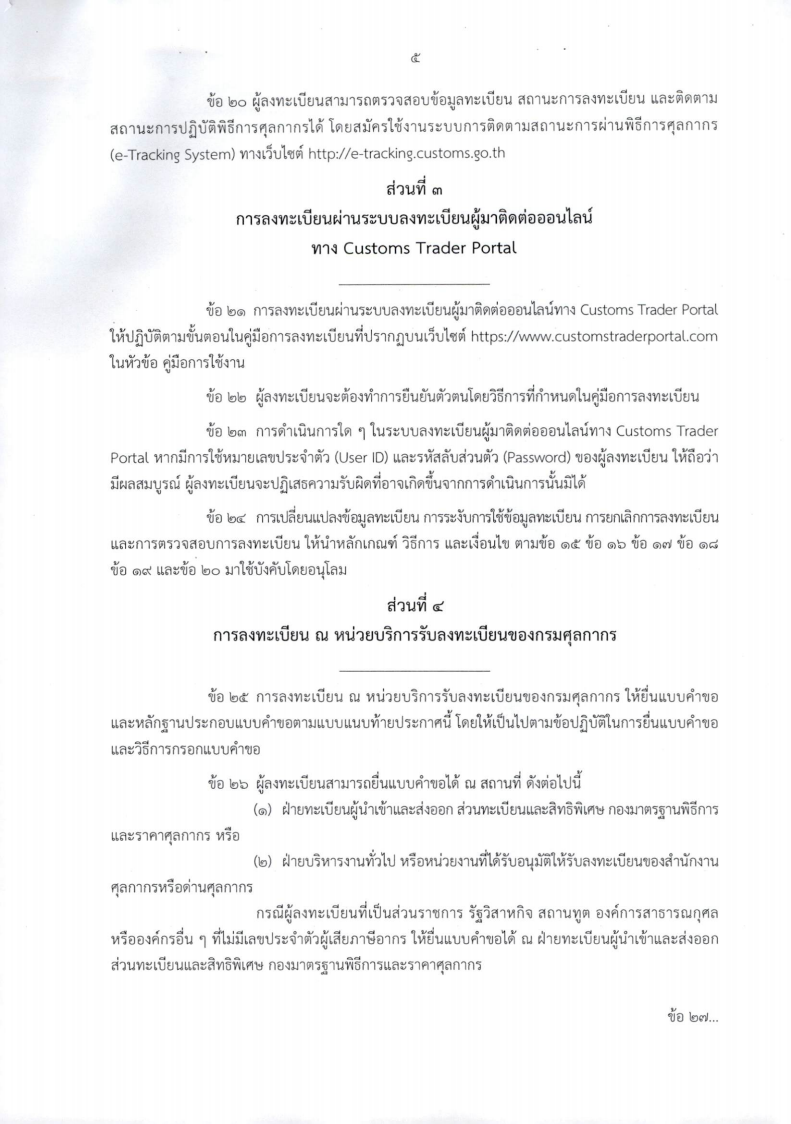 ๕
ข้อ ๒๐ ผู้ลงทะเบียนสามารถตรวจสอบข้อมูลทะเบียน สถานะการลงทะเบียน และติดตาม
สถานะการปฏิบัติพิธีการศุลกากรได้ โดยสมัครใช้งานระบบการติดตามสถานะการผ่านพิธีการศุลกากร
(e-Tracking System) ทางเว็บไซต์ http://e-tracking.customs.go.th
ส่วนที่ ๓
การลงทะเบียนผ่านระบบลงทะเบียนผู้มาติดต่อออนไลน์
ทาง Customs Trader Portal
ข้อ ๒๑ การลงทะเบียนผ่านระบบลงทะเบียนผู้มาติดต่อออนไลน์ทาง Customs Trader Portal
ให้ปฏิบัติตามขั้นตอนในคู่มือการลงทะเบียนที่ปรากฏบนเว็บไซต์ https://www.customstraderportal.com
ในหัวข้อ คู่มือการใช้งาน
ข้อ ๒๒ ผู้ลงทะเบียนจะต้องทำการยืนยันตัวตนโดยวิธีการที่กำหนดในคู่มือการลงทะเบียน
ข้อ ๒๓ การดำเนินการใด ๆ ในระบบลงทะเบียนผู้มาติดต่อออนไลน์ทาง Customs Trader
Portal หากมีการใช้หมายเลขประจำตัว (User ID) และรหัสลับส่วนตัว (Password) ของผู้ลงทะเบียน ให้ถือว่า
มีผลสมบูรณ์ ผู้ลงทะเบียนจะปฏิเสธความรับผิดที่อาจเกิดขึ้นจากการดำเนินการนั้นมิได้
ข้อ ๒๔ การเปลี่ยนแปลงข้อมูลทะเบียน การระงับการใช้ข้อมูลทะเบียน การยกเลิกการลงทะเบียน
และการตรวจสอบการลงทะเบียน ให้นำหลักเกณฑ์ วิธีการ และเงื่อนไข ตามข้อ ๑๕ ข้อ ๑๖ ข้อ ๑๗ ข้อ ๑๘
ข้อ ๑๙ และข้อ ๒๐ มาใช้บังคับโดยอนุโลม
ส่วนที่ ๔
การลงทะเบียน ณ หน่วยบริการรับลงทะเบียนของกรมศุลกากร
ข้อ ๒๕ การลงทะเบียน ณ หน่วยบริการรับลงทะเบียนของกรมศุลกากร ให้ยื่นแบบคำขอ
และหลักฐานประกอบแบบคำขอตามแบบแนบท้ายประกาศนี้ โดยให้เป็นไปตามข้อปฏิบัติในการยื่นแบบคำขอ
และวิธีการกรอกแบบคำขอ
ข้อ ๒๖ ผู้ลงทะเบียนสามารถยื่นแบบคำขอได้ ณ สถานที่ ดังต่อไปนี้
(๑) ฝ่ายทะเบียนผู้นำเข้าและส่งออก ส่วนทะเบียนและสิทธิพิเศษ กองมาตรฐานพิธีการ
และราคาศุลกากร หรือ
(๒) ฝ่ายบริหารงานทั่วไป หรือหน่วยงานที่ได้รับอนุมัติให้รับลงทะเบียนของสำนักงาน
ศุลกากรหรือด่านศุลกากร
กรณีผู้ลงทะเบียนที่เป็นส่วนราชการ รัฐวิสาหกิจ สถานทูต องค์การสาธารณกุศล
หรือองค์กรอื่น ๆ ที่ไม่มีเลขประจำตัวผู้เสียภาษีอากร ให้ยื่นแบบคำขอได้ ณ ฝ่ายทะเบียนผู้นำเข้าและส่งออก
ส่วนทะเบียนและสิทธิพิเศษ กองมาตรฐานพิธีการและราคาศุลกากร
ข้อ ๒๗...